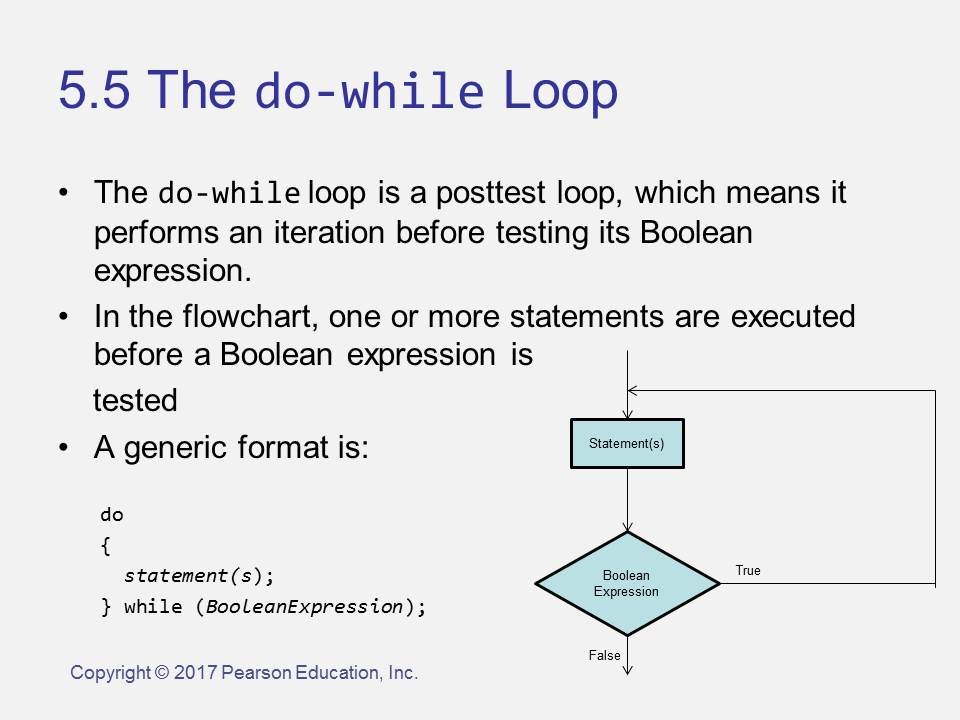 5.5 The do-while Loop
• The do-while loop is a posttest loop, which means it
performs an iteration before testing its Boolean
expression.
• In the flowchart, one or more statements are executed
before a Boolean expression is
tested
• A generic format is:
do
{
statement(s);
} while (BooleanExpression);
Statement(s)
Boolean
Expression
True
False
Copyright © 2017 Pearson Education, Inc.